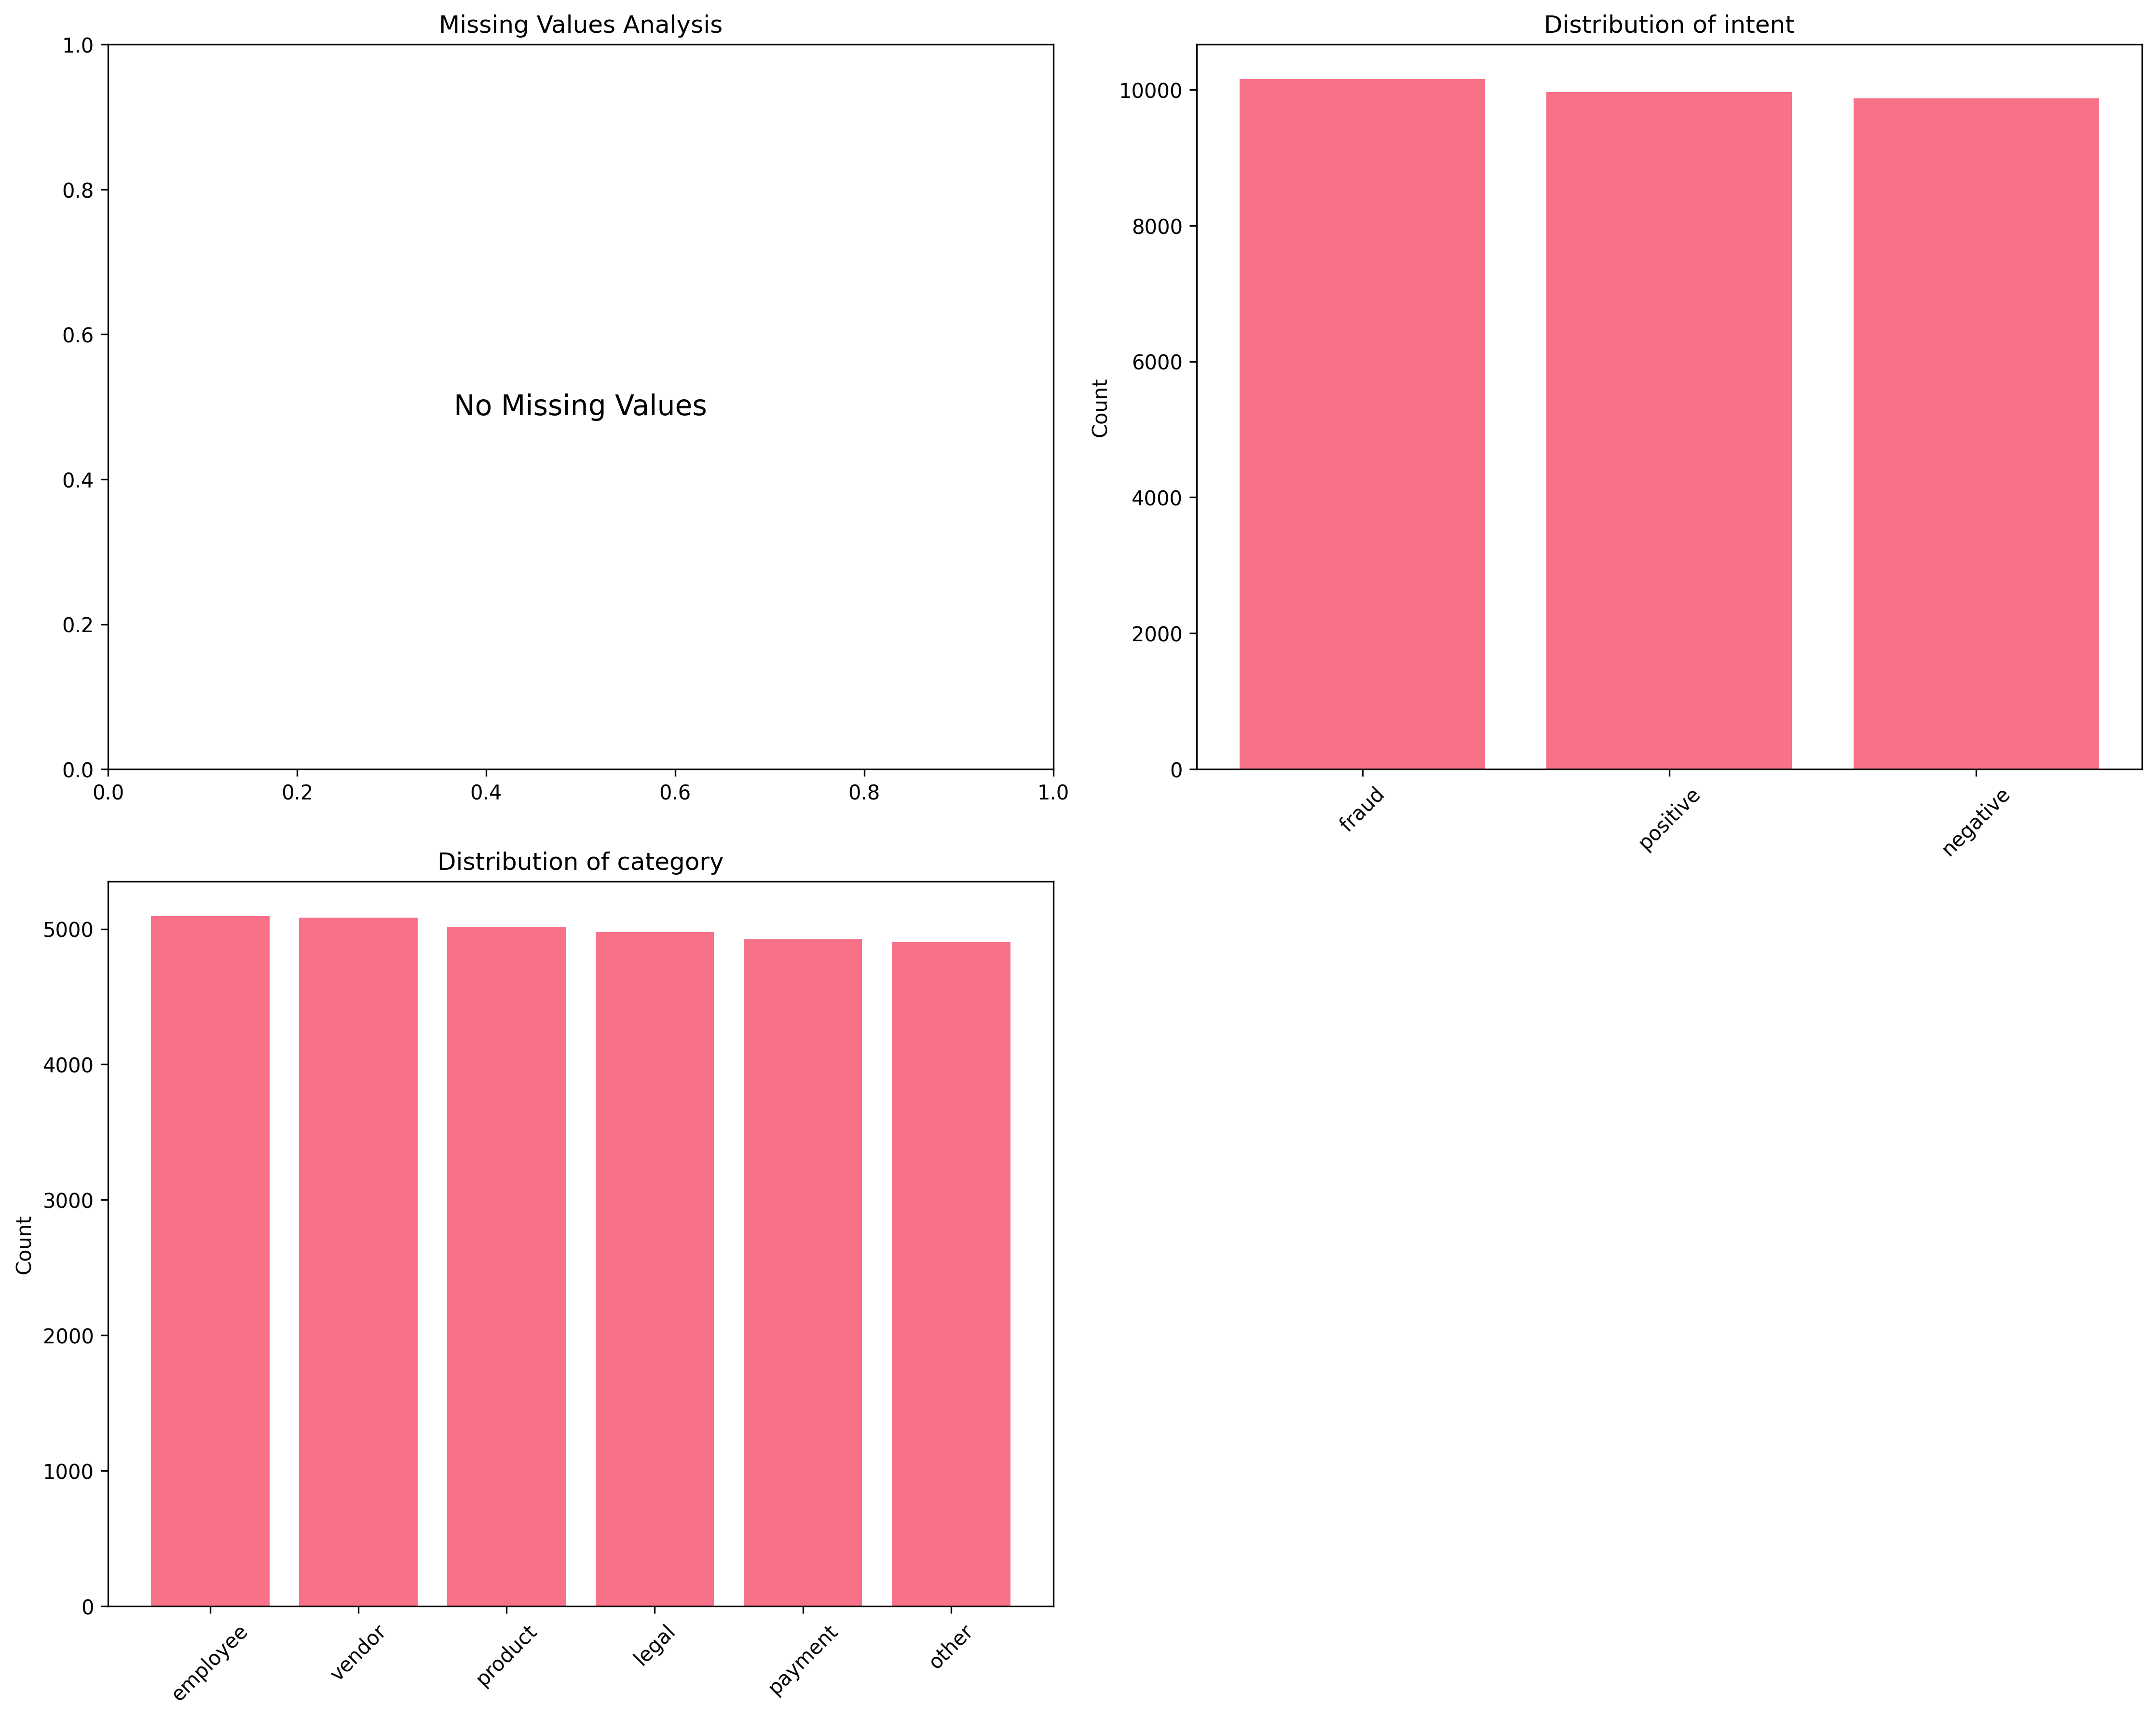 Missing Values Analysis
1.0
0.8
0.6
0.4
0.2
0.0
No Missing Values
0.0 0.2 0.4 0.6 0.8 1.0
Distribution of intent
Count
10000
8000
6000
4000
2000
0
fraud positive negative
Distribution of category
Count
5000
4000
3000
2000
1000
0
employee vendor product legal payment other